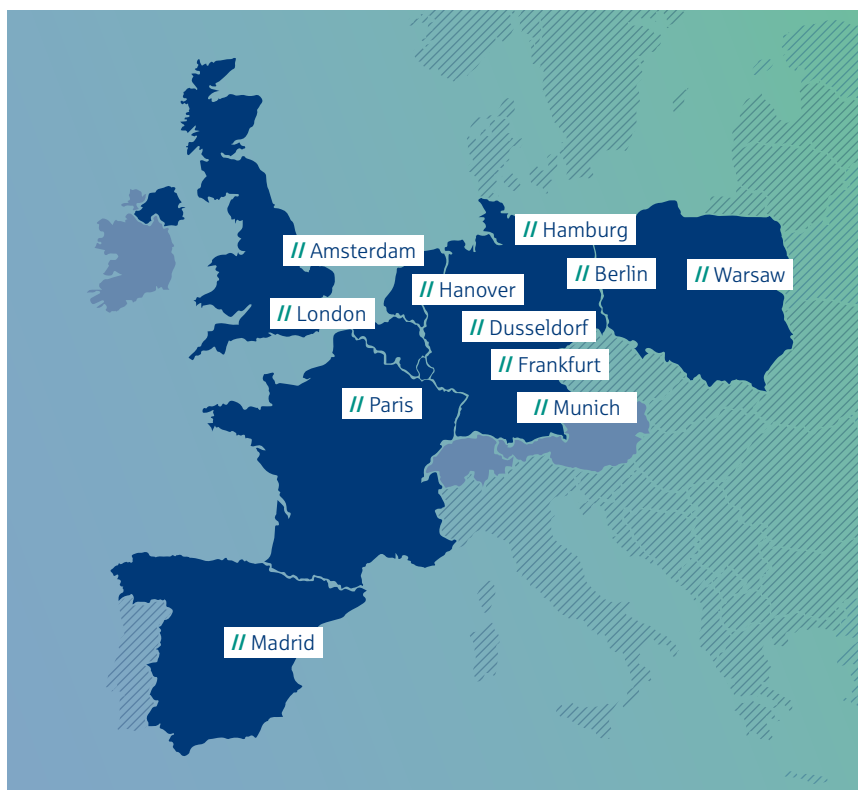 // Hamburg
// Amsterdam
// Berlin
// Warsaw
// Hanover
// London
// Dusseldorf
// Frankfurt
// Paris
// Munich
// Madrid